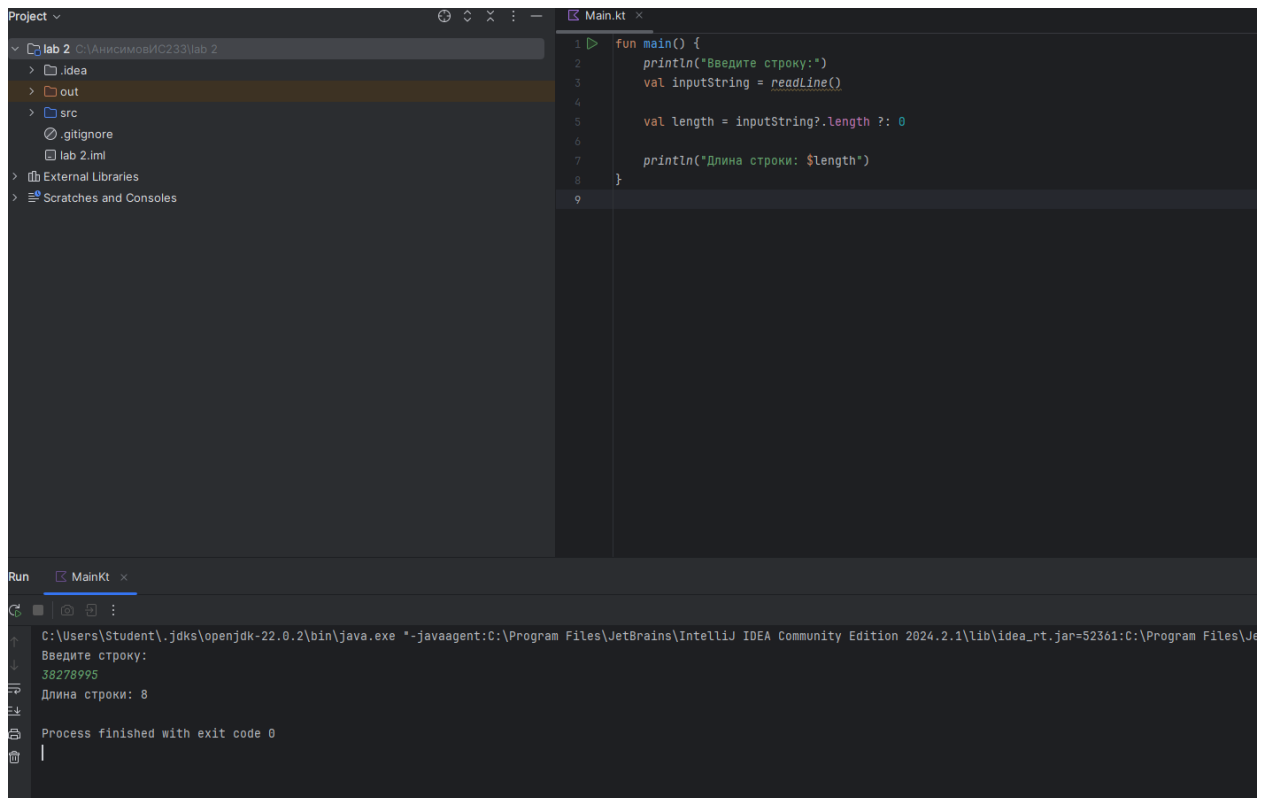 Project
lab 2 C:\АнисимовИС233\lab 2
.idea
out
src
.gitignore
lab 2.iml
External Libraries
Scratches and Consoles
Main.kt
1 fun main() {
2 println("Введите строку:")
3 val inputString = readLine()
4
5 val length = inputString?.length ?: 0
6
7 println("Длина строки: $length")
8 }
9
Run MainKt
C:\Users\Student\.jdks\openjdk-22.0.2\bin\java.exe "-javaagent:C:\Program Files\JetBrains\IntelliJ IDEA Community Edition 2024.2.1\lib\idea_rt.jar=52361:C:\Program Files\Je
Введите строку:
38278995
Длина строки: 8
Process finished with exit code 0